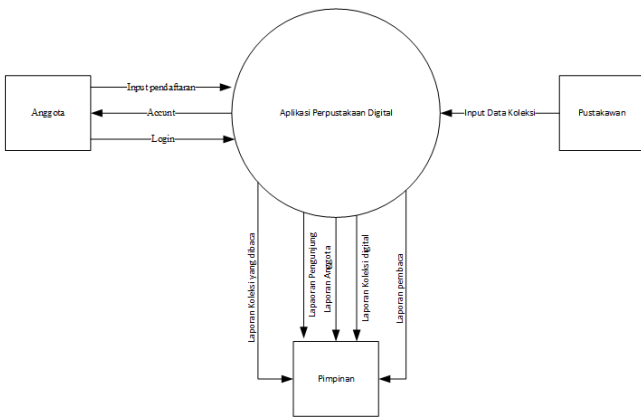 Input pendaftaran
Anggota
Accunt
Login
Aplikasi Perpustakaan Digital
Input Data Koleksi
Pustakawan
Laporan Koleksi yang dibaca
Lapaoran Pengunjung
Laporan Anggota
Laporan Koleksi digital
Laporan pembaca
Pimpinan